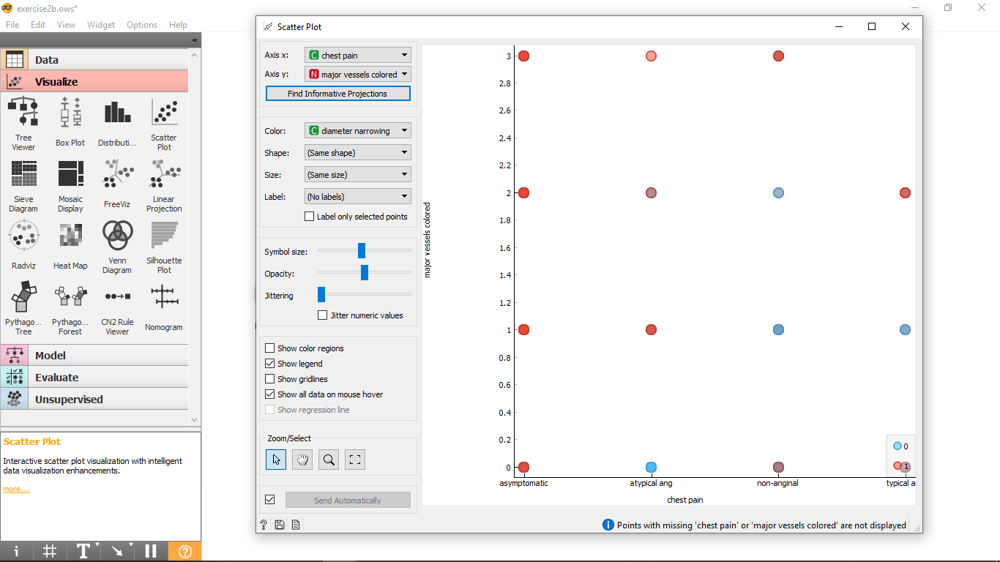 exercise2b.ows*
File Edit View Widget Options Help
«
Data
Visualize
Tree Viewer
Box Plot
Distributi...
Scatter Plot
Sieve Diagram
Mosaic Display
FreeViz
Linear Projection
Radviz
Heat Map
Venn Diagram
Silhouette Plot
Pythago... Tree
Pythago... Forest
CN2 Rule Viewer
Nomogram
Model
Evaluate
Unsupervised
Scatter Plot
Interactive scatter plot visualization with intelligent
data visualization enhancements.
more...
Scatter Plot
Axis x: C chest pain
Axis y: N major vessels colored
Find Informative Projections
Color: C diameter narrowing
Shape: (Same shape)
Size: (Same size)
Label: (No labels)
Label only selected points
Symbol size:
Opacity:
Jittering
Jitter numeric values
Show color regions
Show legend
Show gridlines
Show all data on mouse hover
Show regression line
Zoom/Select
Send Automatically
major vessels colored
3
2.8
2.6
2.4
2.2
2
1.8
1.6
1.4
1.2
1
0.8
0.6
0.4
0.2
0
0
1
asymptomatic atypical ang non-anginal typical a
chest pain
Points with missing 'chest pain' or 'major vessels colored' are not displayed